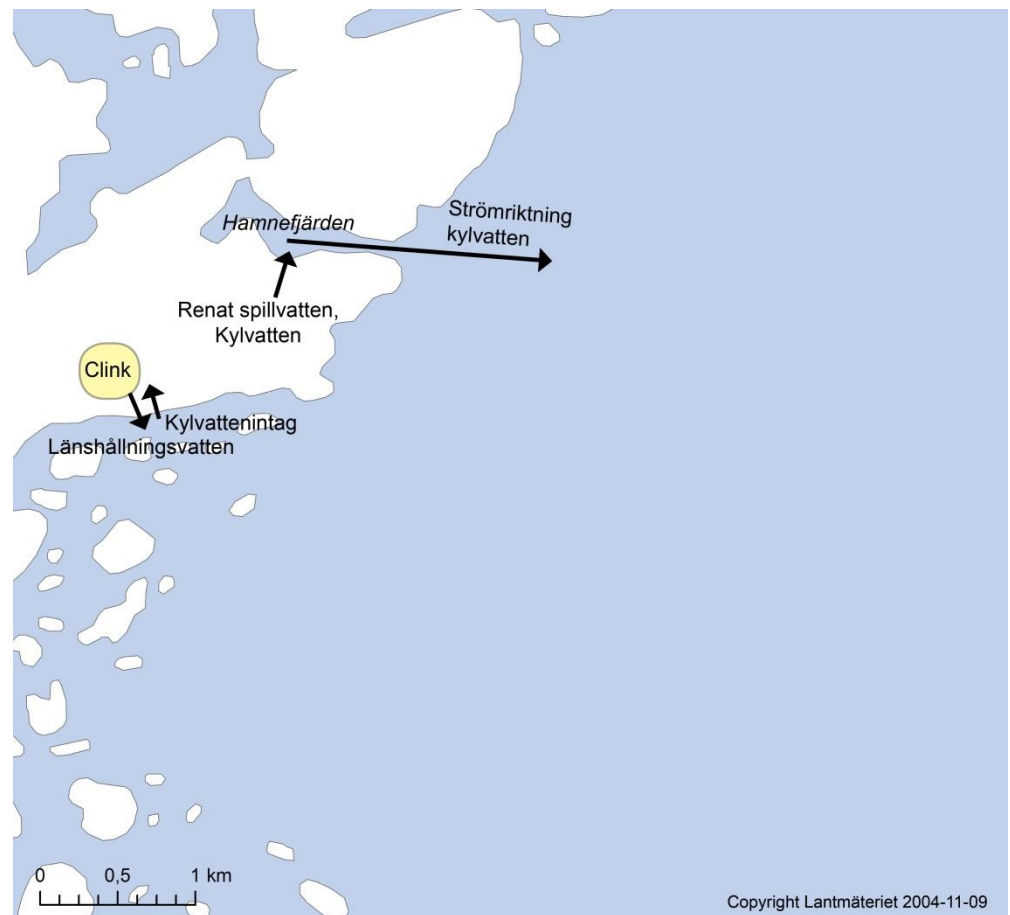 Strömriktning
kylvatten
Hamnefjärden
Renat spillvatten,
Kylvatten
Clink
Kylvattenintag
Länshållningsvatten
0 0,5 1 km
Copyright Lantmäteriet 2004-11-09